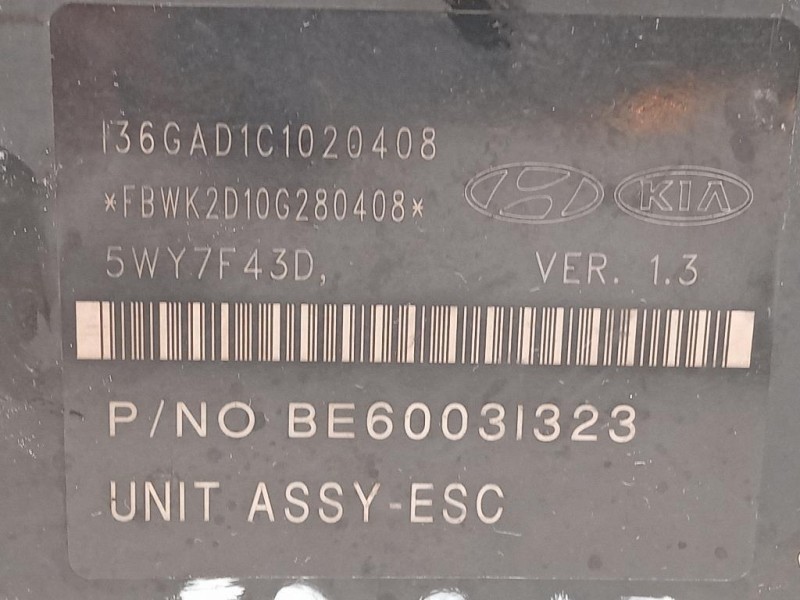 I36GAD1C1020408
*FBWK2D10G280408*
KIA
5WY7F43D, VER. 1.3
P/NO BE60031323
UNIT ASSY-ESC